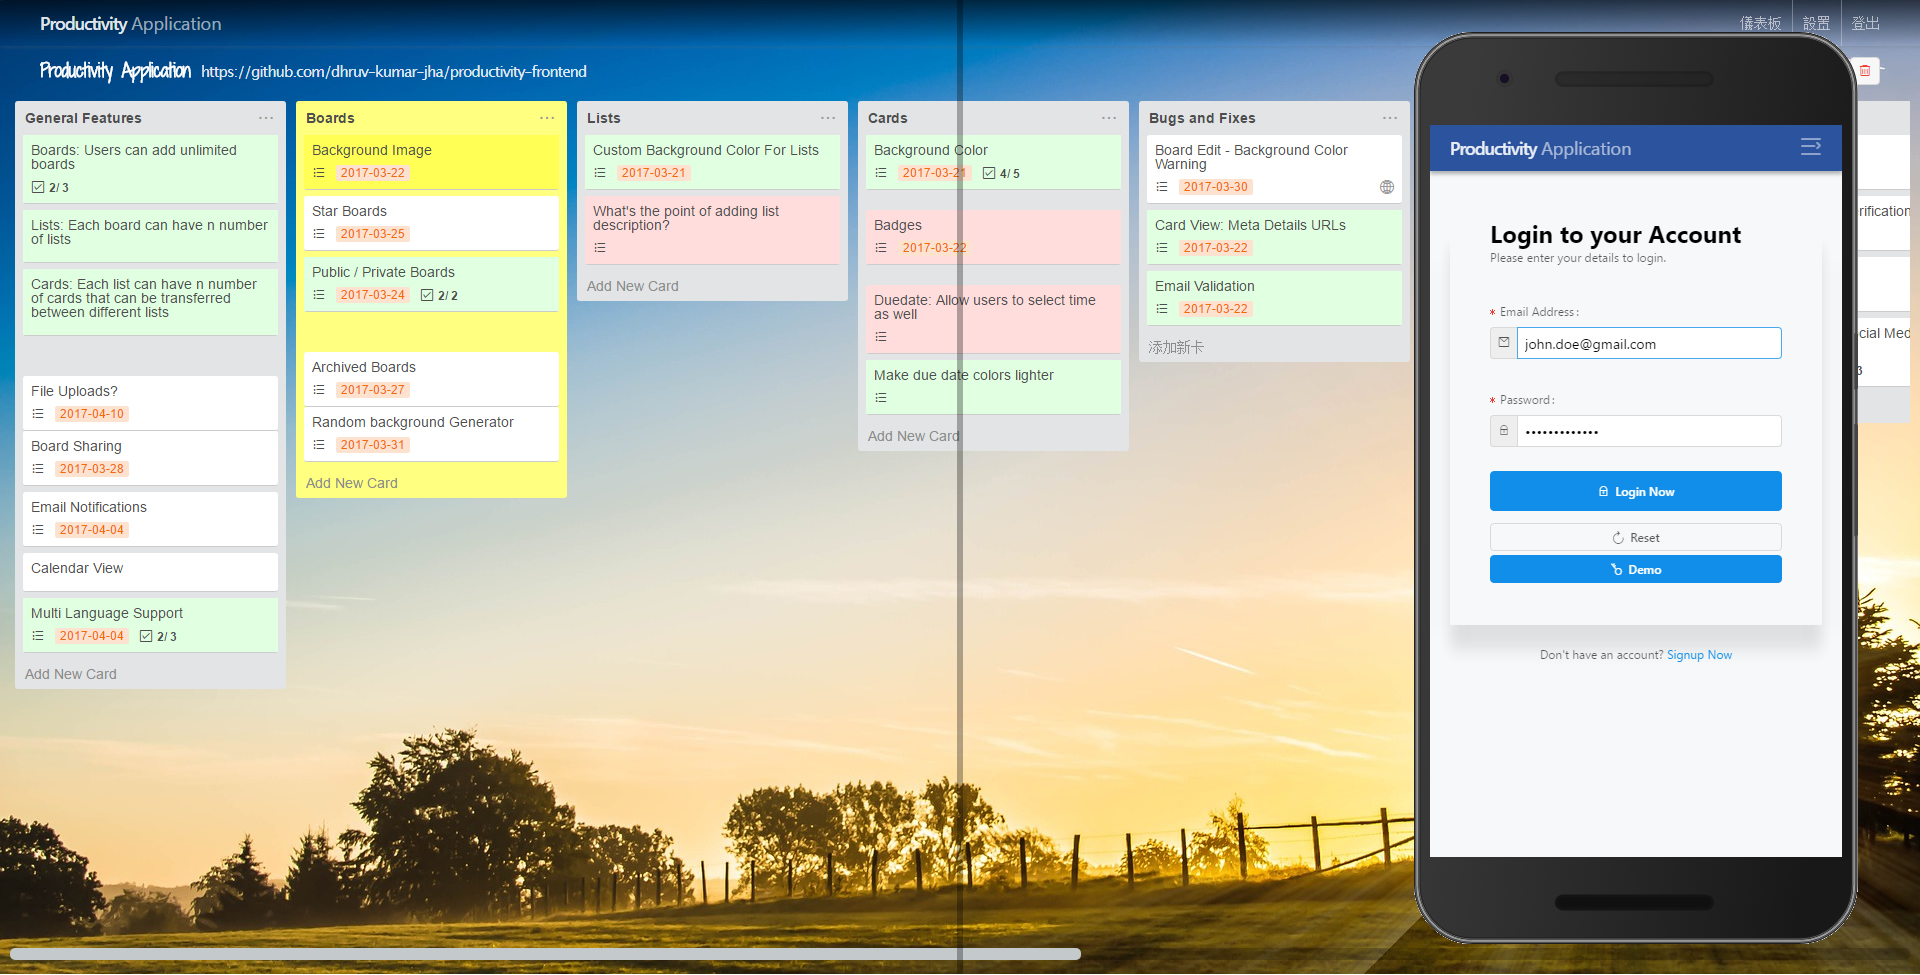 Productivity Application
儀表板
設置
登出
Productivity Application
https://github.com/dhruv-kumar-jha/productivity-frontend
General Features
Boards: Users can add unlimited
boards
2/3
Lists: Each board can have n number
of lists
Cards: Each list can have n number
of cards that can be transferred
between different lists
File Uploads?
2017-04-10
Board Sharing
2017-03-28
Email Notifications
2017-04-04
Calendar View
Multi Language Support
2017-04-04
2/3
Add New Card
Boards
Background Image
2017-03-22
Star Boards
2017-03-25
Public / Private Boards
2017-03-24
2/2
Archived Boards
2017-03-27
Random background Generator
2017-03-31
Add New Card
Lists
Custom Background Color For Lists
2017-03-21
What's the point of adding list
description?
Add New Card
Cards
Background Color
2017-03-21
4/5
Badges
2017-03-22
Duedate: Allow users to select time
as well
Make due date colors lighter
Add New Card
Bugs and Fixes
Board Edit - Background Color
Warning
2017-03-30
Card View: Meta Details URLs
2017-03-22
Email Validation
2017-03-22
添加新卡
Productivity Application
Login to your Account
Please enter your details to login.
* Email Address:
john.doe@gmail.com
* Password:
Login Now
Reset
Demo
Don't have an account? Signup Now